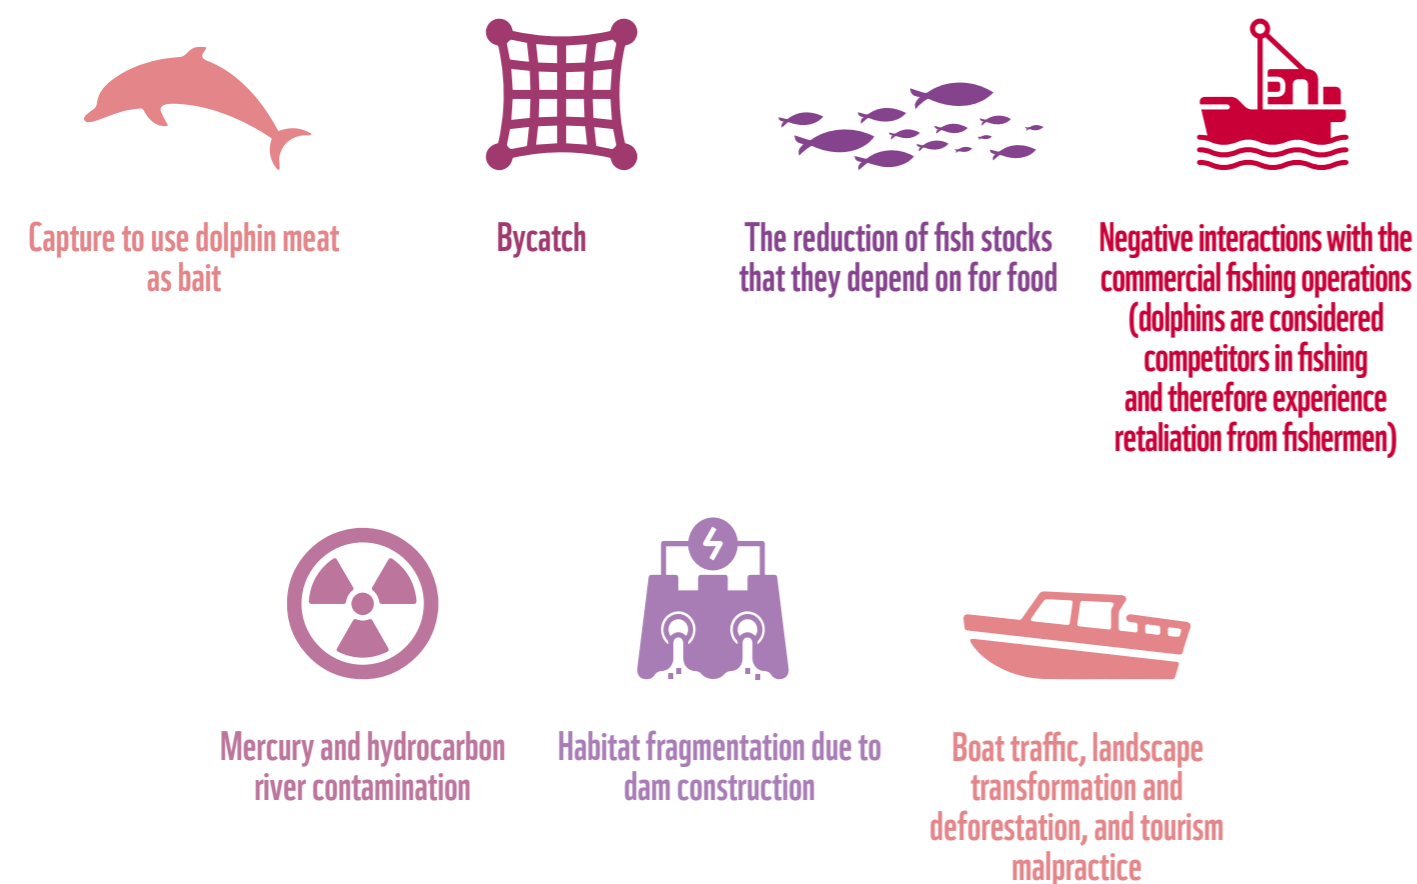 Capture to use dolphin meat
as bait
Bycatch
The reduction of fish stocks
that they depend on for food
Negative interactions with the
commercial fishing operations
(dolphins are considered
competitors in fishing
and therefore experience
retaliation from fishermen)
Mercury and hydrocarbon
river contamination
Habitat fragmentation due to
dam construction
Boat traffic, landscape
transformation and
deforestation, and tourism
malpractice